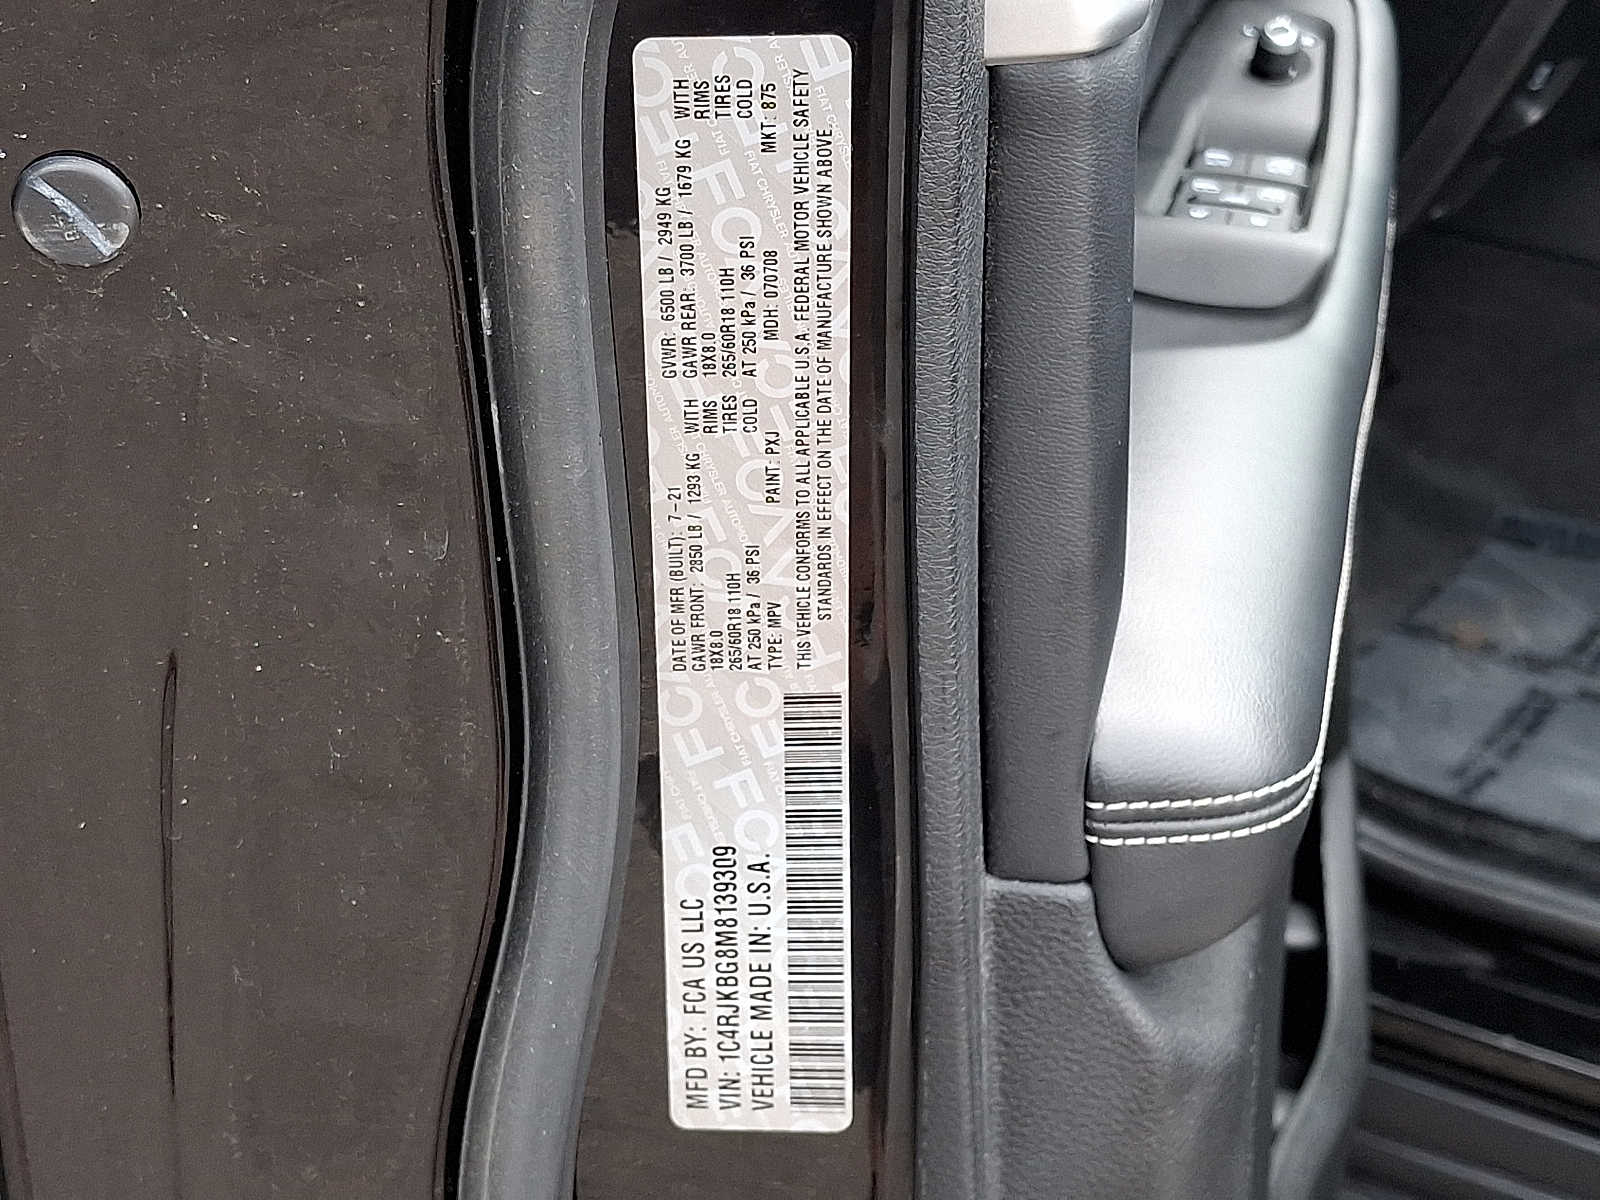 MFD BY: FCA US LLC
VIN: 1C4RJKBG8M8139309
VEHICLE MADE IN: U.S.A.
DATE OF MFR (BUILT): 7-21 GVWR: 6500 LB / 2949 KG
GAWR FRONT: 2850 LB / 1293 KG WITH GAWR REAR: 3700 LB / 1679 KG WITH
18X8.0 RIMS 18X8.0 RIMS
265/60R18 110H TIRES 265/60R18 110H TIRES
AT 250 kPa / 36 PSI COLD AT 250 kPa / 36 PSI COLD
TYPE: MPV PAINT: PXJ MDH: 070708 MKT: 875
THIS VEHICLE CONFORMS TO ALL APPLICABLE U.S.A. FEDERAL MOTOR VEHICLE SAFETY
STANDARDS IN EFFECT ON THE DATE OF MANUFACTURE SHOWN ABOVE